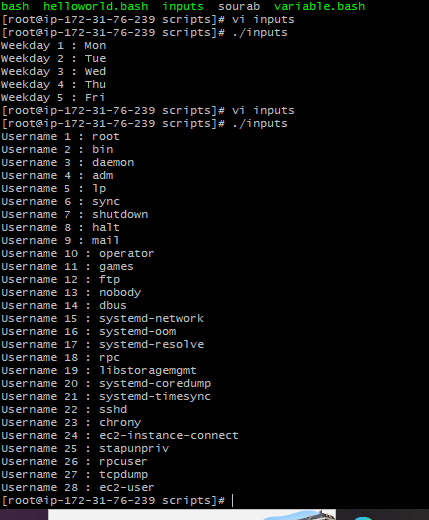 bash  helloworld.bash  inputs  sourab  variable.bash
[root@ip-172-31-76-239 scripts]# vi inputs
[root@ip-172-31-76-239 scripts]# ./inputs
Weekday 1 : Mon
Weekday 2 : Tue
Weekday 3 : Wed
Weekday 4 : Thu
Weekday 5 : Fri
[root@ip-172-31-76-239 scripts]# vi inputs
[root@ip-172-31-76-239 scripts]# ./inputs
Username 1 : root
Username 2 : bin
Username 3 : daemon
Username 4 : adm
Username 5 : lp
Username 6 : sync
Username 7 : shutdown
Username 8 : halt
Username 9 : mail
Username 10 : operator
Username 11 : games
Username 12 : ftp
Username 13 : nobody
Username 14 : dbus
Username 15 : systemd-network
Username 16 : systemd-oom
Username 17 : systemd-resolve
Username 18 : rpc
Username 19 : libstoragemgmt
Username 20 : systemd-coredump
Username 21 : systemd-timesync
Username 22 : sshd
Username 23 : chrony
Username 24 : ec2-instance-connect
Username 25 : stapunpriv
Username 26 : rpcuser
Username 27 : tcpdump
Username 28 : ec2-user
[root@ip-172-31-76-239 scripts]#